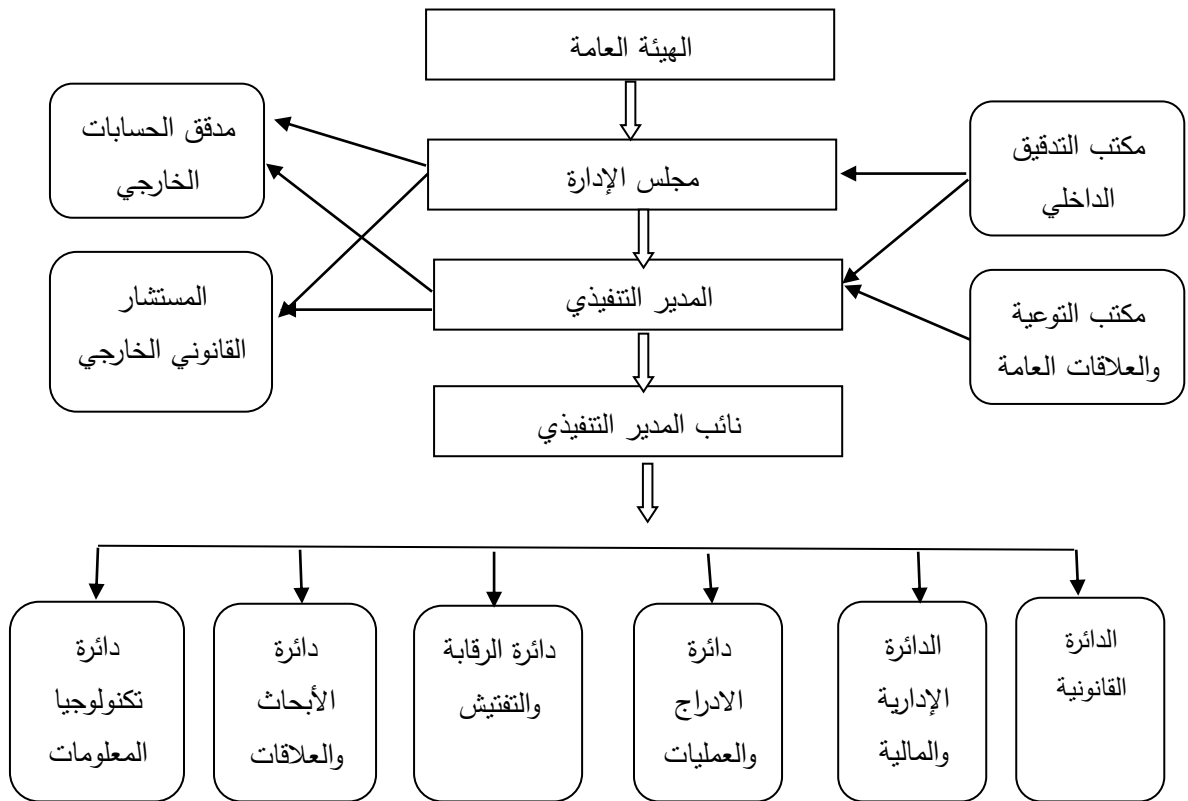 الهيئة العامة
مدقق الحسابات
الخارجي
مجلس الإدارة
مكتب التدقيق
الداخلي
المستشار
القانوني الخارجي
المدير التنفيذي
مكتب التوعية
والعلاقات العامة
نائب المدير التنفيذي
الدائرة
القانونية
الدائرة
الإدارية
والمالية
دائرة
الادراج
والعمليات
دائرة الرقابة
والتفتيش
دائرة
الأبحاث
والعلاقات
دائرة
تكنولوجيا
المعلومات